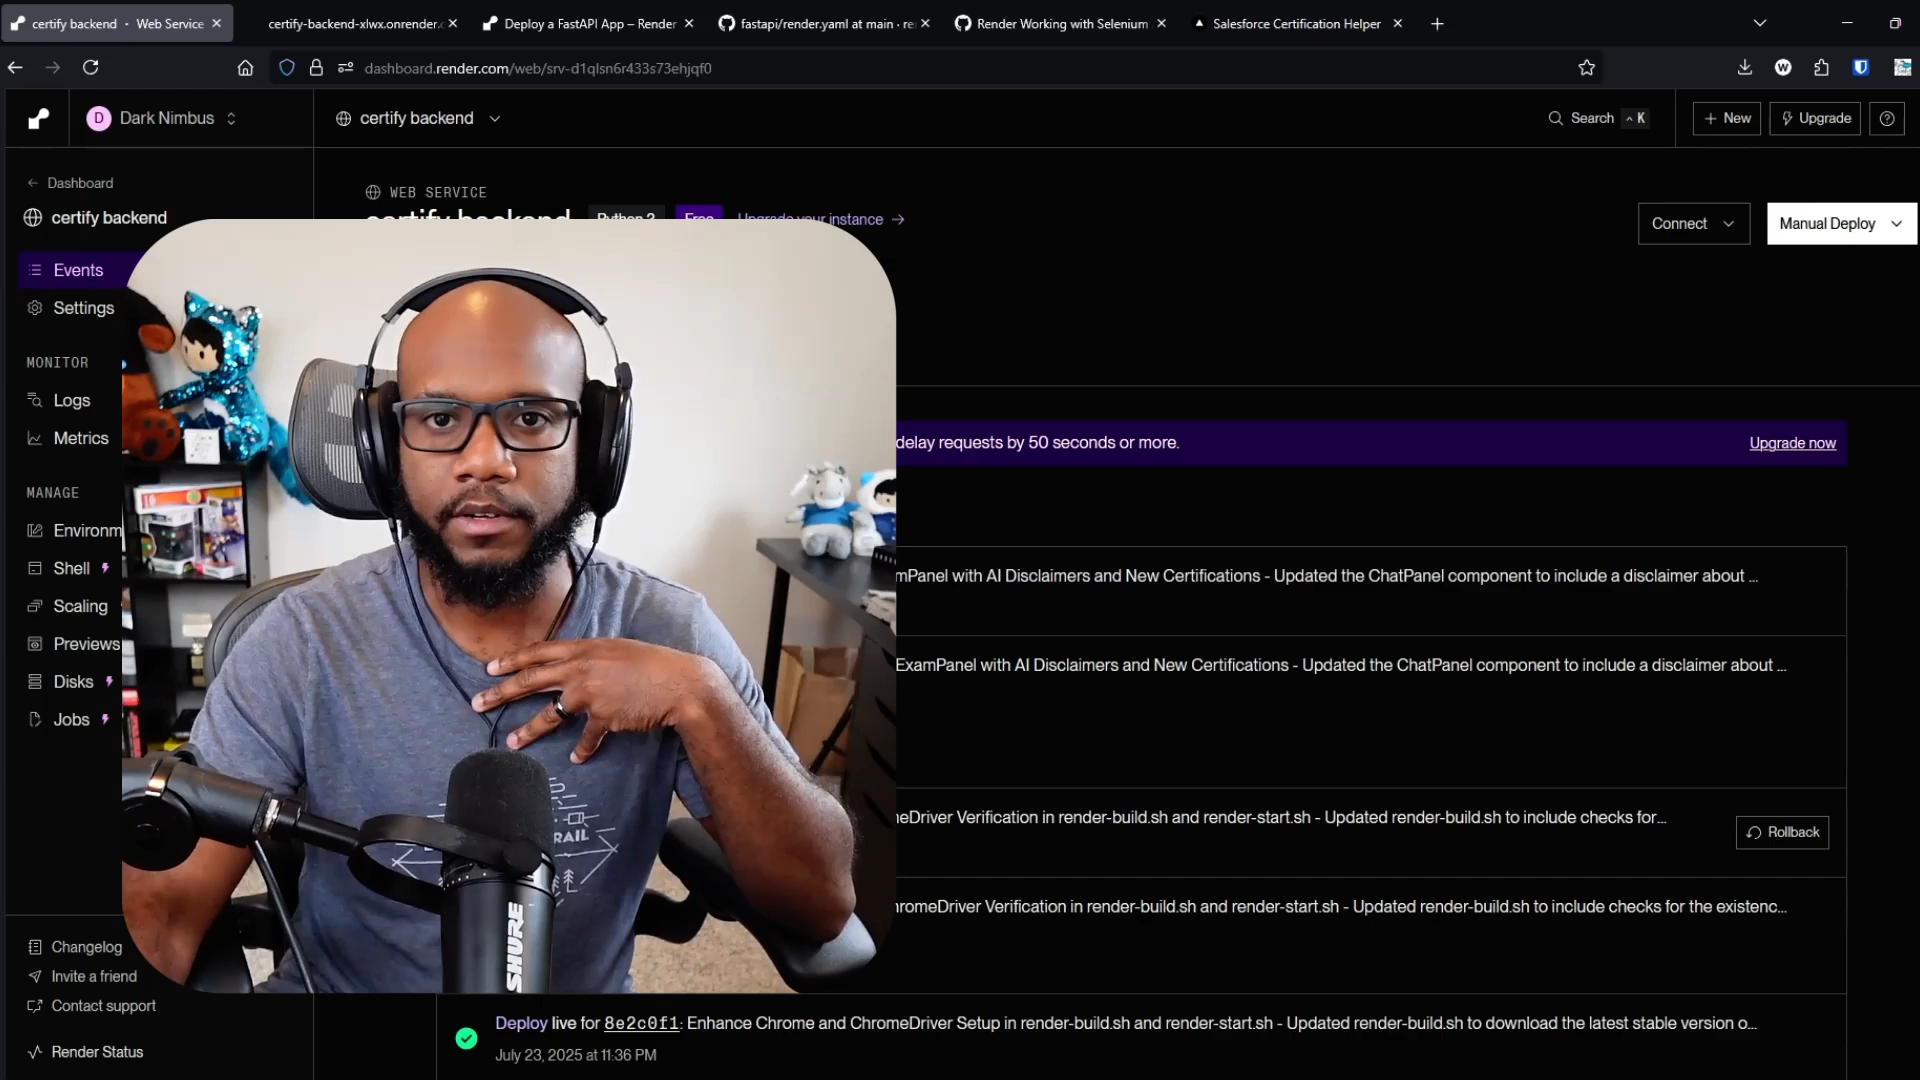 certify backend · Web Service
certify-backend-xlwx.onrender.c
Deploy a FastAPI App – Render
fastapi/render.yaml at main · re
Render Working with Selenium
Salesforce Certification Helper
dashboard.render.com/web/srv-d1qlsn6r433s73ehjqf0
D Dark Nimbus
certify backend
Search ^ K
+ New
Upgrade
← Dashboard
WEB SERVICE
certify backend
certify backend Python 3 Free Upgrade your instance →
Connect
Manual Deploy
Events
Settings
MONITOR
Logs
Metrics
delay requests by 50 seconds or more.
Upgrade now
MANAGE
Environm
Shell
Scaling
Previews
Disks
Jobs
mPanel with AI Disclaimers and New Certifications - Updated the ChatPanel component to include a disclaimer about ...
ExamPanel with AI Disclaimers and New Certifications - Updated the ChatPanel component to include a disclaimer about ...
neDriver Verification in render-build.sh and render-start.sh - Updated render-build.sh to include checks for...
Rollback
hromeDriver Verification in render-build.sh and render-start.sh - Updated render-build.sh to include checks for the existenc...
RAIL
SHURE
Changelog
Invite a friend
Contact support
Render Status
Deploy live for 8e2c0f1: Enhance Chrome and ChromeDriver Setup in render-build.sh and render-start.sh - Updated render-build.sh to download the latest stable version o...
July 23, 2025 at 11:36 PM